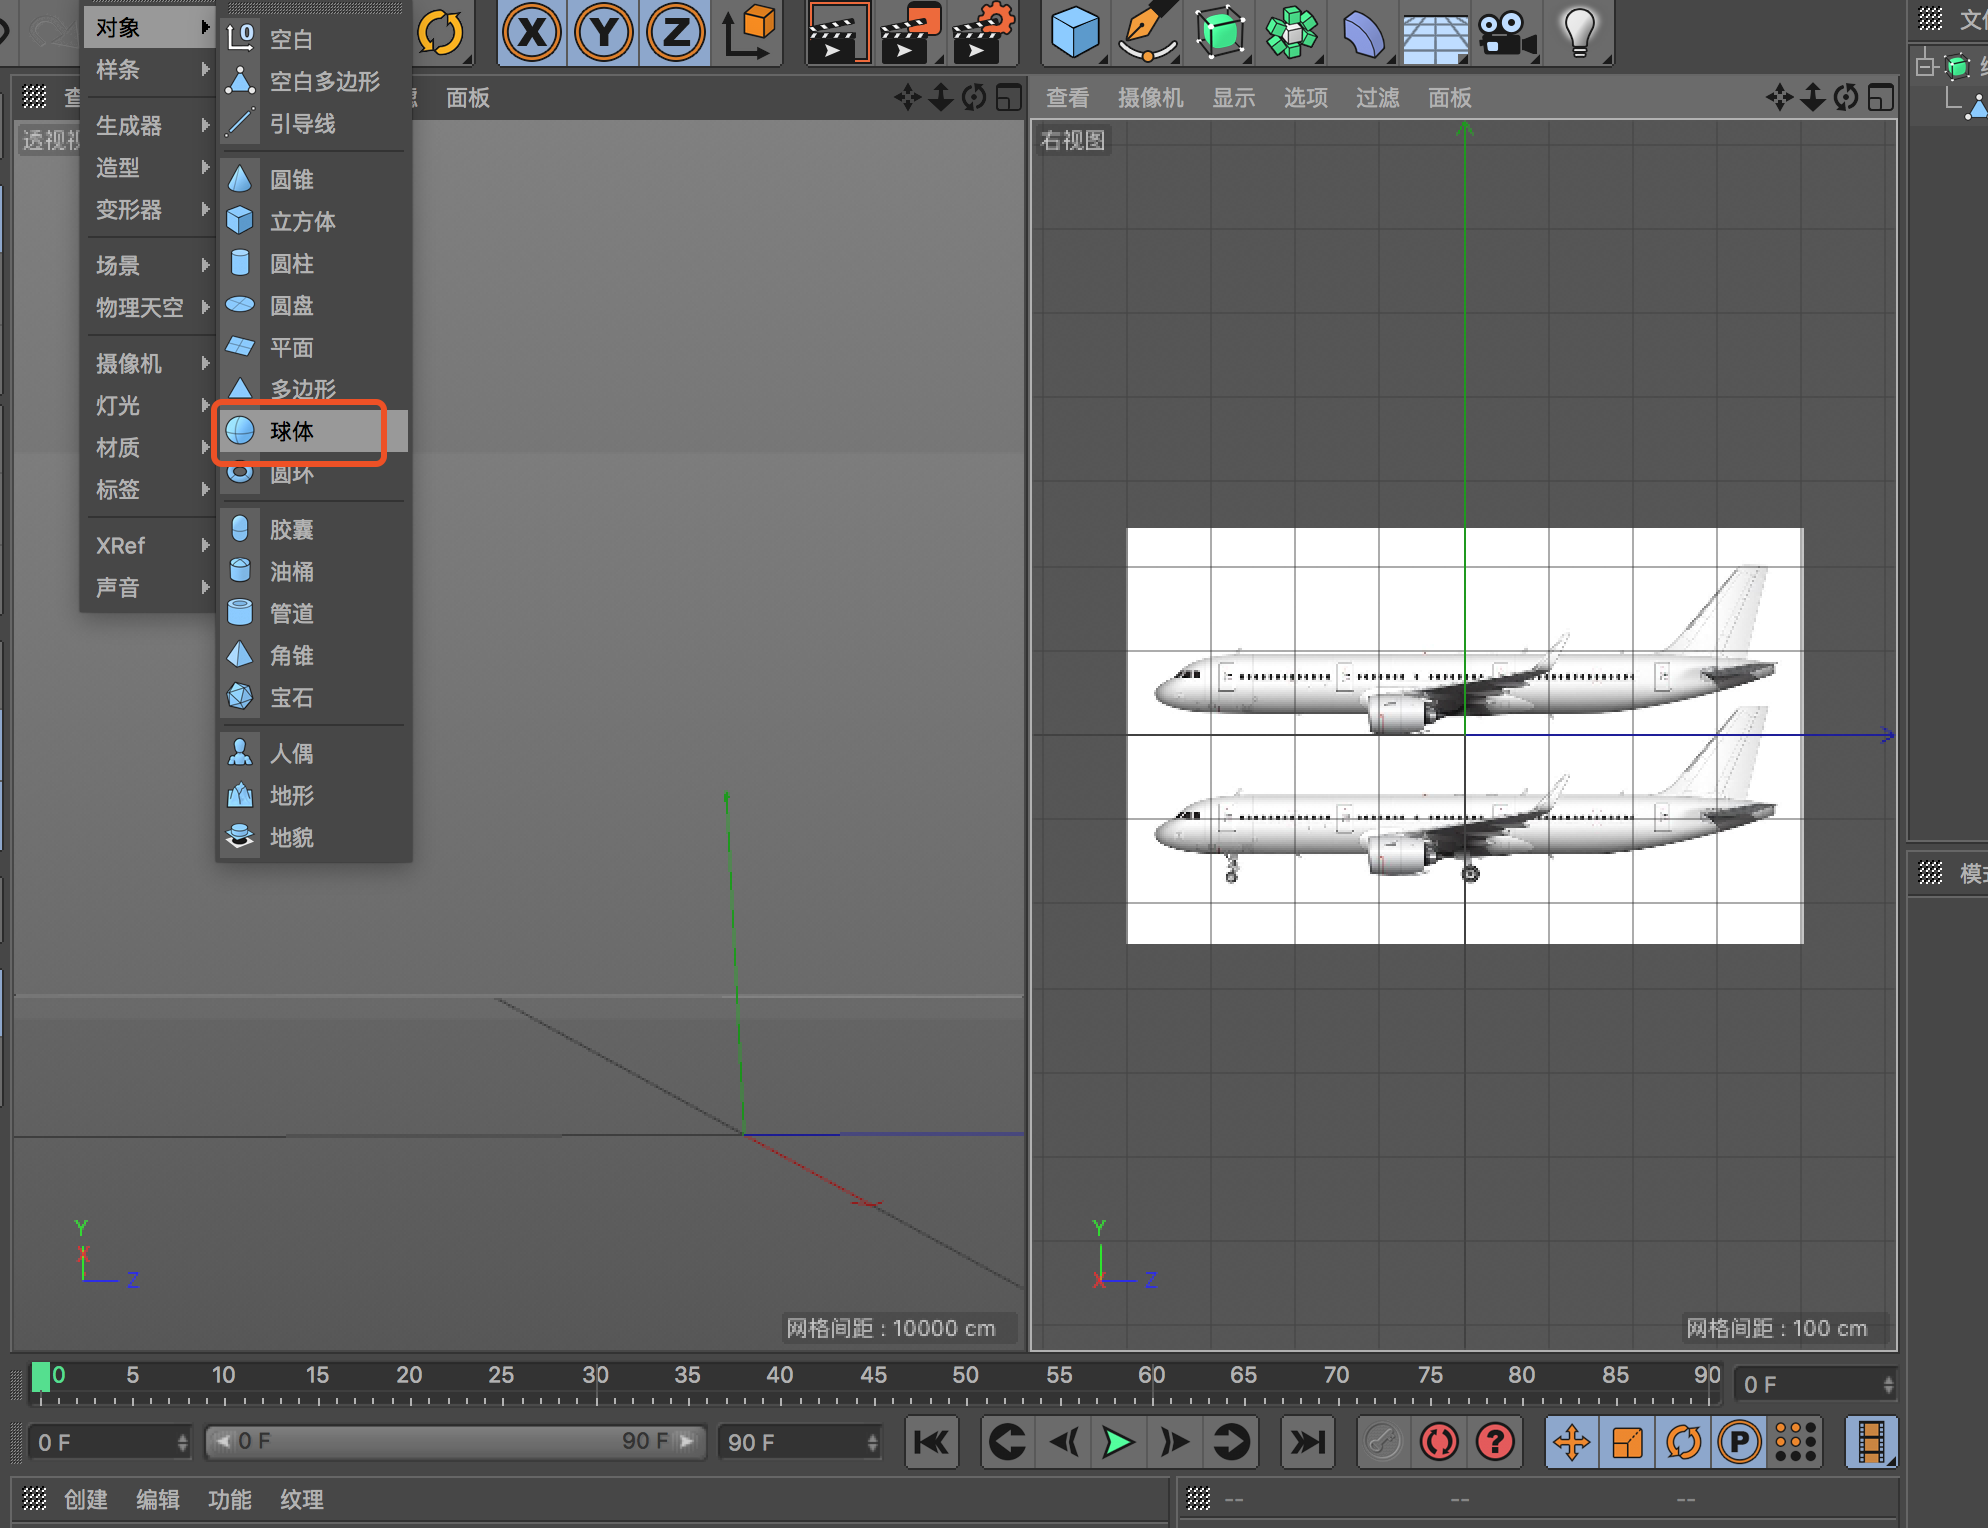 对象
样条
生成器
造型
变形器
场景
物理天空
摄像机
灯光
材质
标签
XRef
声音
空白
空白多边形
引导线
圆锥
立方体
圆柱
圆盘
平面
多边形
球体
圆环
胶囊
油桶
管道
角锥
宝石
人偶
地形
地貌
X Y Z
面板
查看 摄像机 显示 选项 过滤 面板
右视图
Y
X
Z
网格间距 : 10000 cm
Y
X Z
网格间距 : 100 cm
0 5 10 15 20 25 30 35 40 45 50 55 60 65 70 75 80 85 90
0 F
0 F
0 F 90 F
90 F
? P
创建 编辑 功能 纹理
-- -- --